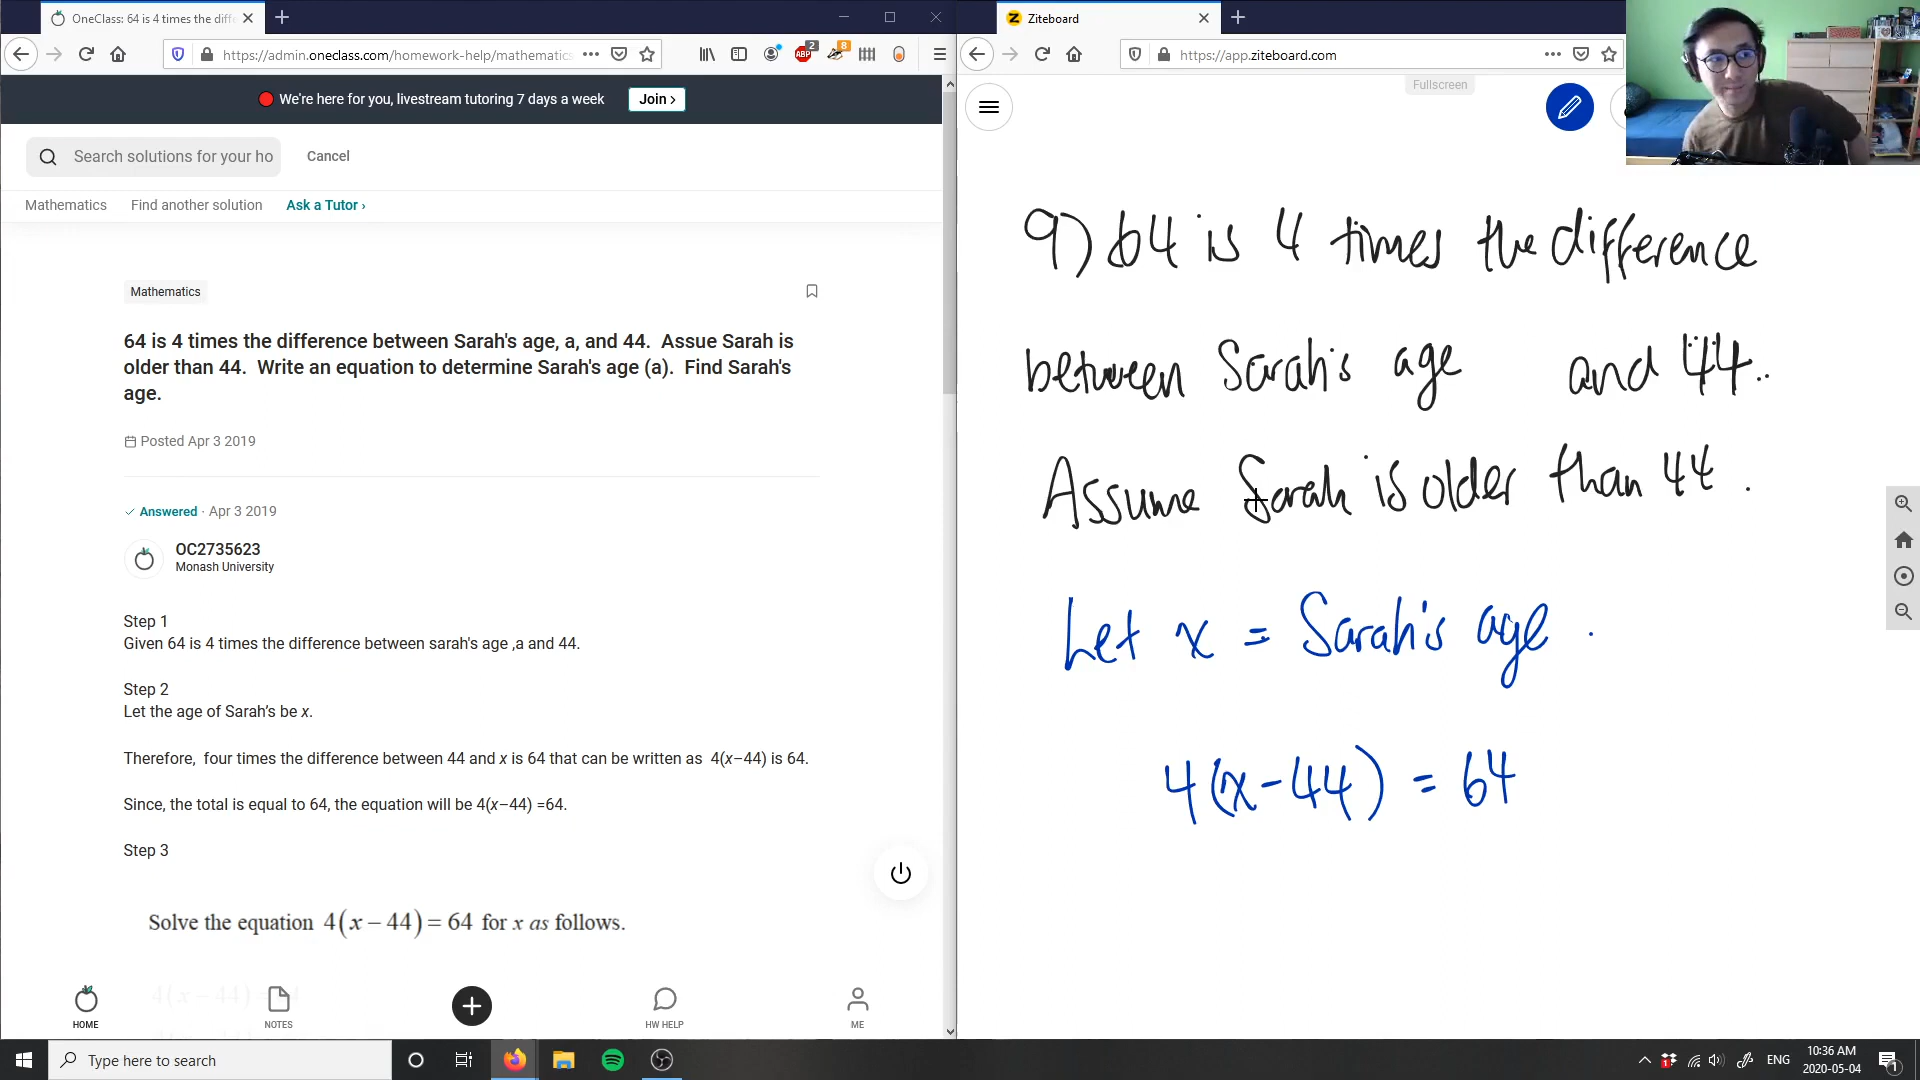 OneClass: 64 is 4 times the diffe
https://admin.oneclass.com/homework-help/mathematics
ABP
2
8
We're here for you, livestream tutoring 7 days a week
Join ›
Search solutions for your ho
Cancel
Mathematics
Find another solution
Ask a Tutor ›
Mathematics
64 is 4 times the difference between Sarah's age, a, and 44. Assue Sarah is
older than 44. Write an equation to determine Sarah's age (a). Find Sarah's
age.
Posted Apr 3 2019
Answered · Apr 3 2019
OC2735623
Monash University
Step 1
Given 64 is 4 times the difference between sarah's age ,a and 44.
Step 2
Let the age of Sarah's be x.
Therefore, four times the difference between 44 and x is 64 that can be written as 4(x−44) is 64.
Since, the total is equal to 64, the equation will be 4(x−44) =64.
Step 3
Solve the equation 4(x − 44) = 64 for x as follows.
HOME
NOTES
HW HELP
ME
Ziteboard
https://app.ziteboard.com
Fullscreen
9) 64 is 4 times the difference
between Sarah's age and 44..
Assume Sarah is older than 44.
Let x = Sarah's age.
4(x-44) = 64
Type here to search
ENG
10:36 AM
2020-05-04
1